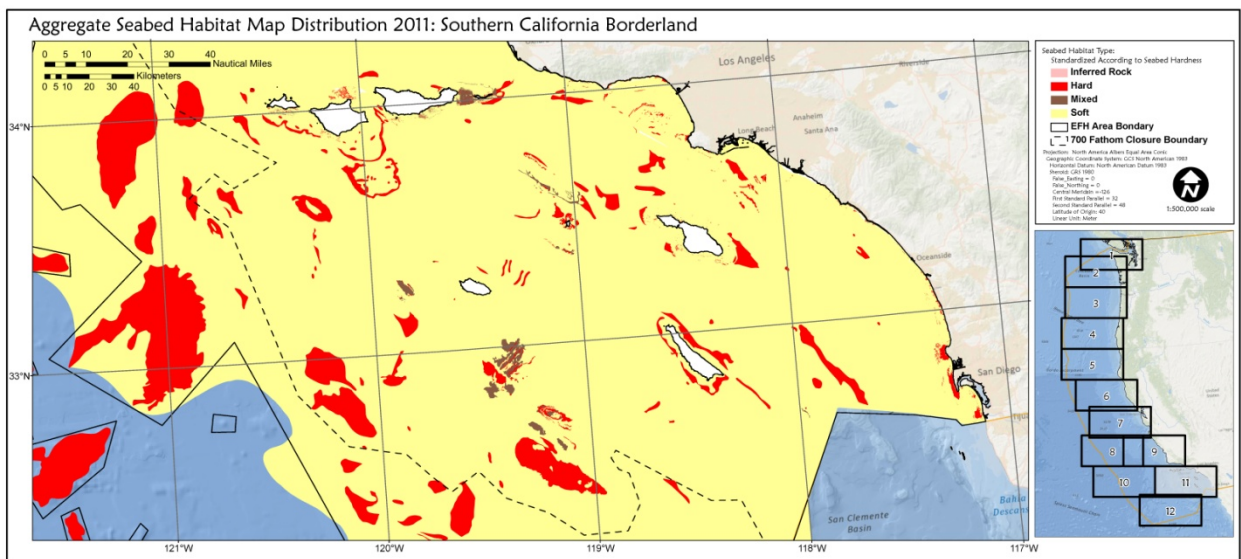 Aggregate Seabed Habitat Map Distribution 2011: Southern California Borderland
0 5 10 20 30 40
Nautical Miles
Kilometers
0 5 10 20 30 40
34°N
33°N
121°W
120°W
119°W
118°W
117°W
Los Angeles
Riverside
Anaheim
Long Beach
Santa Ana
Oceanside
San Diego
San Clemente
Basin
Bahia
Descans
Seabed Habitat Type:
Standardized According to Seabed Hardness
Inferred Rock
Hard
Mixed
Soft
EFH Area Bondary
700 Fathom Closure Boundary
Projection: North America Albers Equal Area Conic
Geographic Coordinate System: GCS North American 1983
Horizontal Datum: North American Datum 1983
Spheroid: GRS 1980
False_Easting = 0
False_Northing = 0
Central Meridian =-126
First Standard Parallel = 32
Second Standard Parallel = 48
Latitude of Origin: 40
Linear Unit: Meter
N
1:500,000 scale
1
2
3
4
5
6
7
8
9
10
11
12